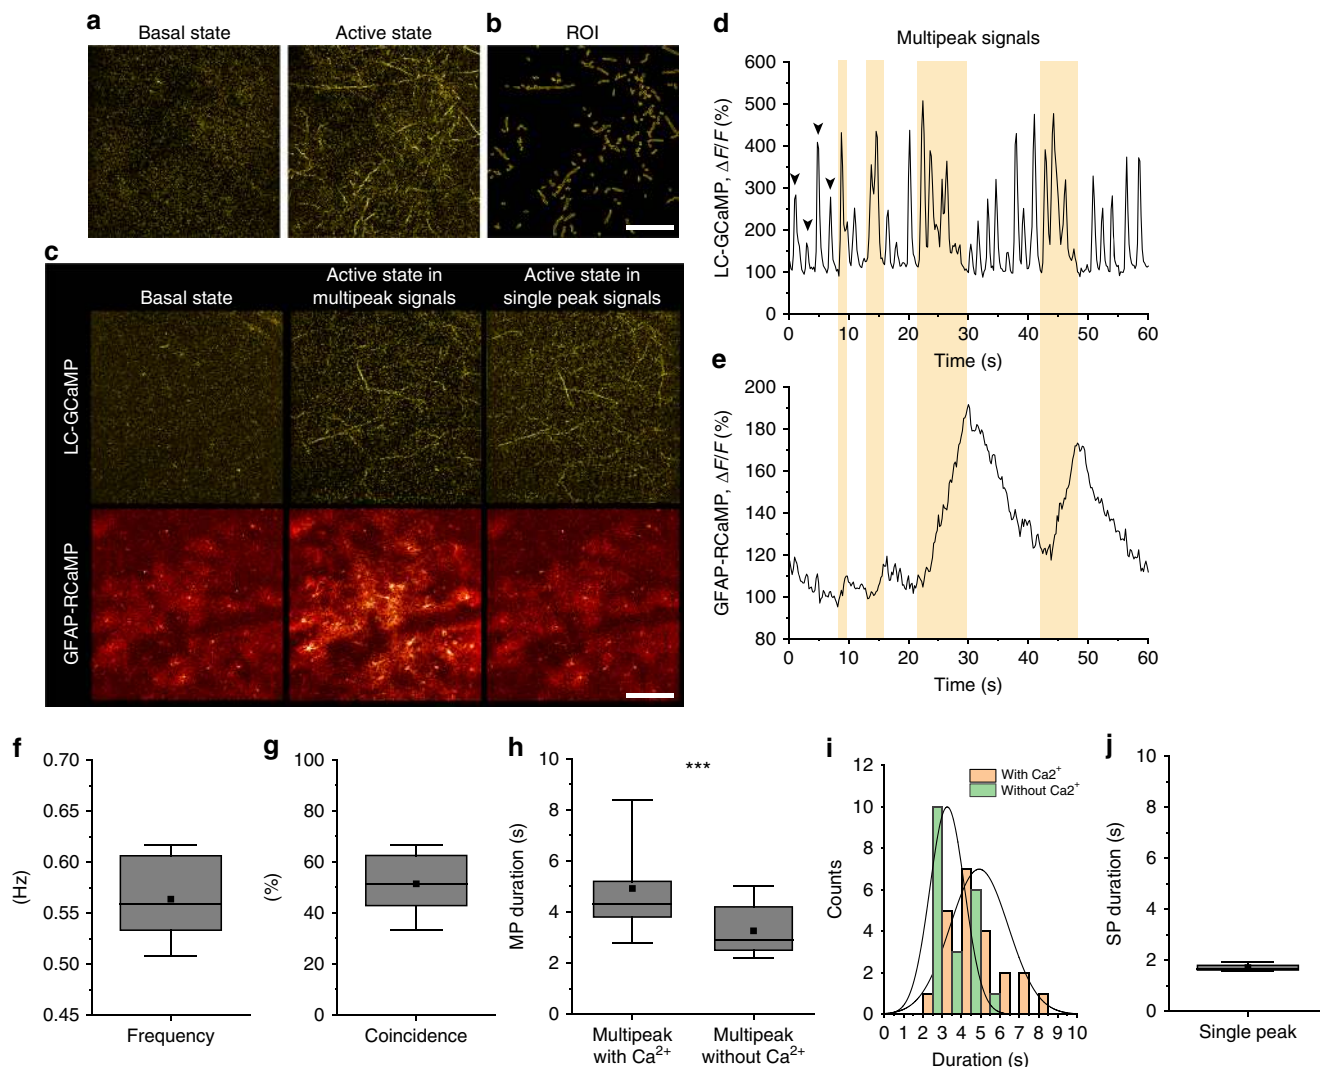 a
Basal state
Active state
b
ROI
c
Basal state
Active state in
multipeak signals
Active state in
single peak signals
LC-GCaMP
GFAP-RCaMP
d
Multipeak signals
LC-GCaMP, ΔF/F (%)
600
500
400
300
200
100
0
0 10 20 30 40 50 60
Time (s)
e
GFAP-RCaMP, ΔF/F (%)
200
180
160
140
120
100
80
0 10 20 30 40 50 60
Time (s)
f
(Hz)
0.70
0.65
0.60
0.55
0.50
0.45
Frequency
g
(%)
100
80
60
40
20
0
Coincidence
h
MP duration (s)
10
8
6
4
2
0
***
Multipeak
with Ca²⁺
Multipeak
without Ca²⁺
i
Counts
12
10
8
6
4
2
0
With Ca2⁺
Without Ca2⁺
0 1 2 3 4 5 6 7 8 9 10
Duration (s)
j
SP duration (s)
10
8
6
4
2
0
Single peak